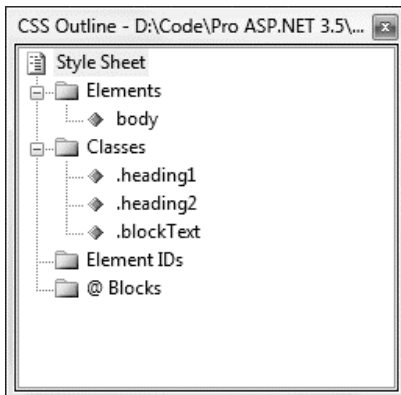 CSS Outline - D:\Code\Pro ASP.NET 3.5\...
Style Sheet
Elements
body
Classes
.heading1
.heading2
.blockText
Element IDs
@ Blocks